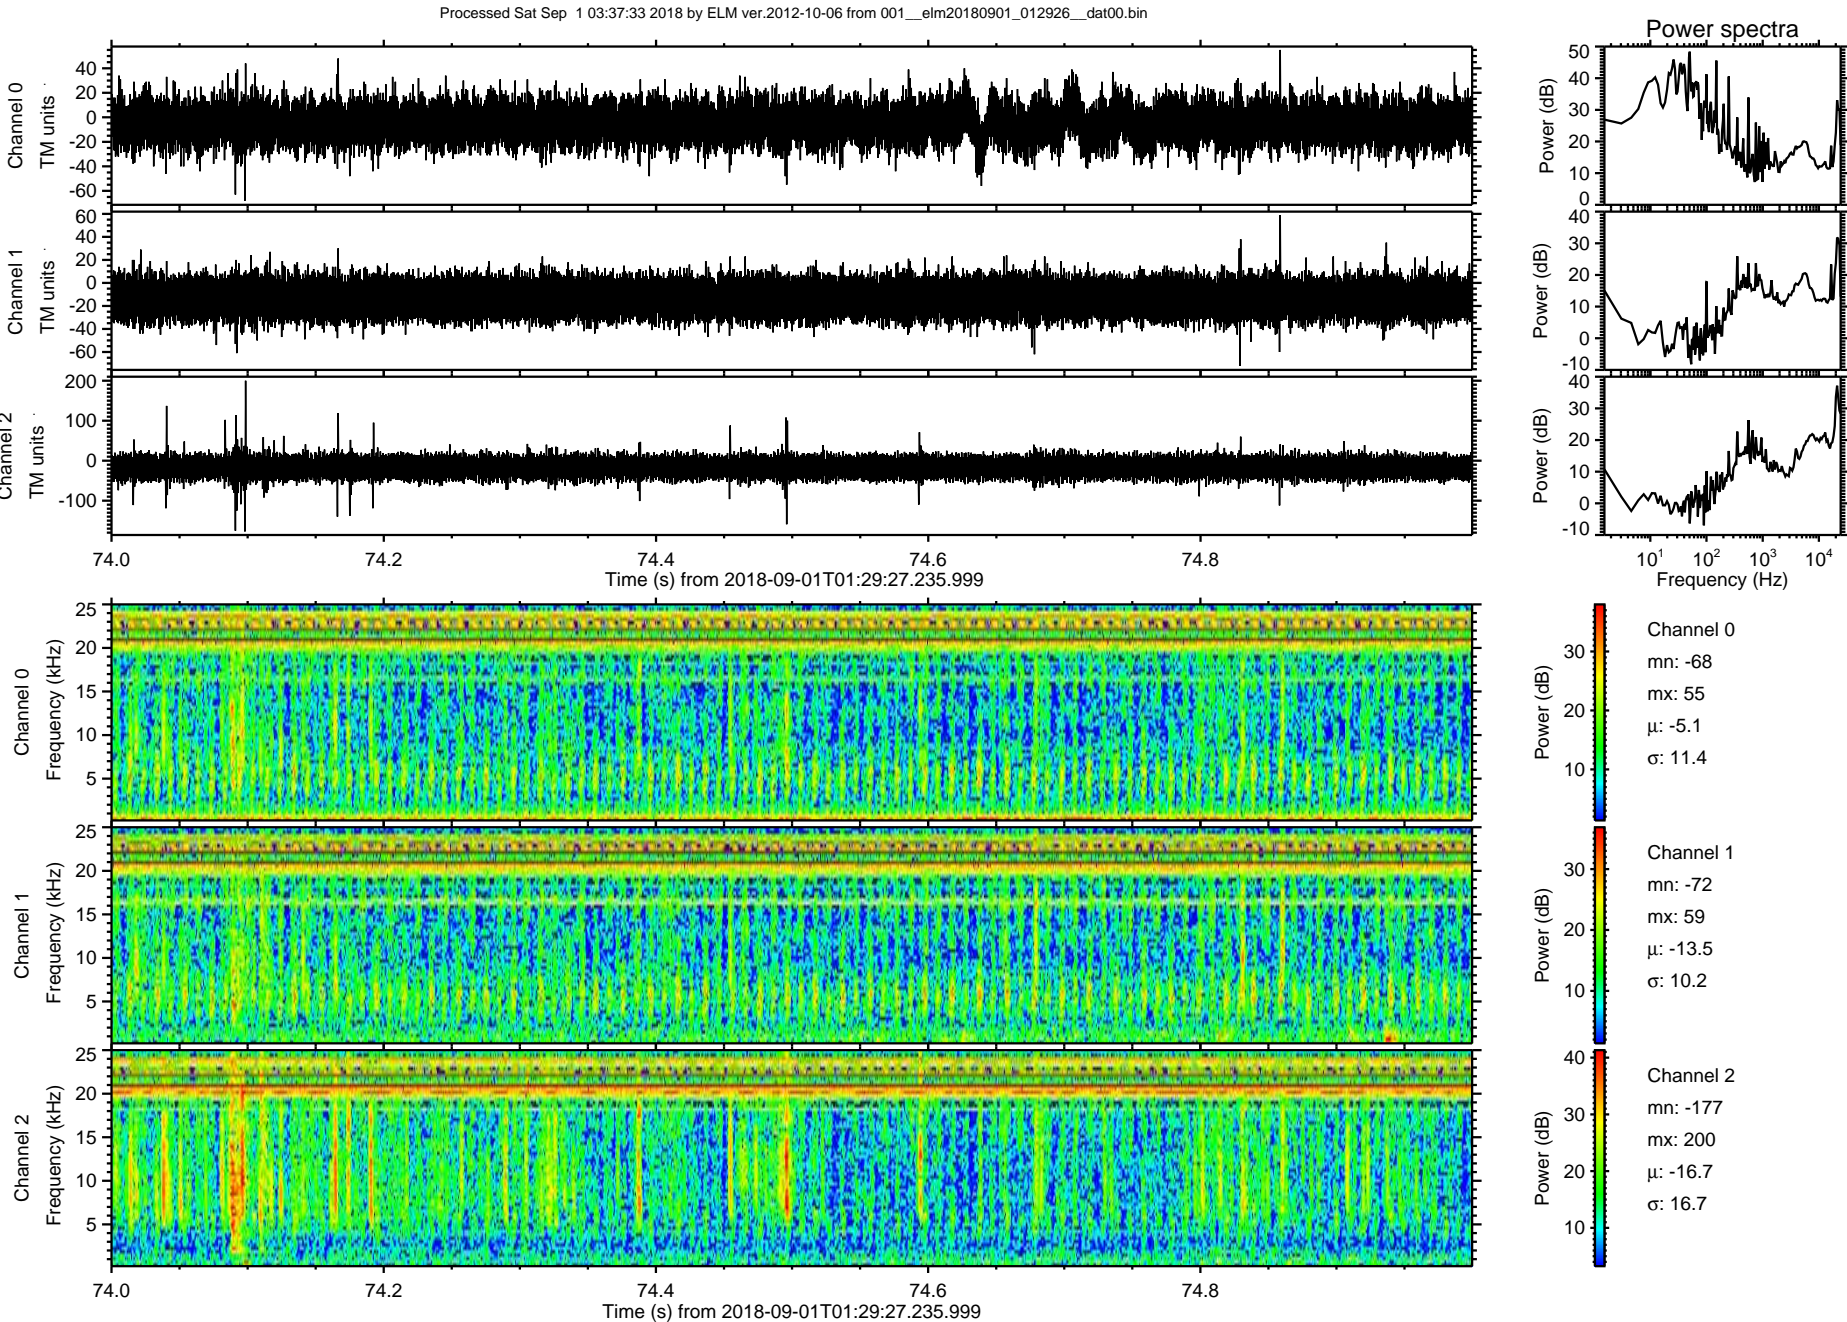 Processed Sat Sep  1 03:37:33 2018 by ELM ver.2012-10-06 from 001__elm20180901_012926__dat00.bin
Power spectra
Channel 0
TM units
40
20
0
-20
-40
-60
Power (dB)
50
40
30
20
10
0
Channel 1
TM units
60
40
20
0
-20
-40
-60
Power (dB)
40
30
20
10
0
-10
Channel 2
TM units
200
100
0
-100
Power (dB)
40
30
20
10
0
-10
74.0 74.2 74.4 74.6 74.8
Time (s) from 2018-09-01T01:29:27.235.999
10^1 10^2 10^3 10^4
Frequency (Hz)
Channel 0
Frequency (kHz)
25
20
15
10
5
Power (dB)
30
20
10
Channel 0
mn: -68
mx: 55
μ: -5.1
σ: 11.4
Channel 1
Frequency (kHz)
25
20
15
10
5
Power (dB)
30
20
10
Channel 1
mn: -72
mx: 59
μ: -13.5
σ: 10.2
Channel 2
Frequency (kHz)
25
20
15
10
5
Power (dB)
40
30
20
10
Channel 2
mn: -177
mx: 200
μ: -16.7
σ: 16.7
74.0 74.2 74.4 74.6 74.8
Time (s) from 2018-09-01T01:29:27.235.999